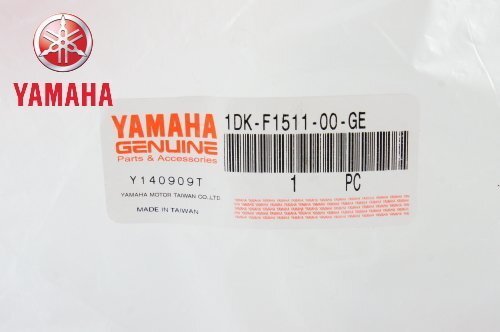 YAMAHA
YAMAHA
GENUINE
Parts & Accessories
Y140909T
YAMAHA MOTOR TAIWAN CO.,LTD.
MADE IN TAIWAN
1DK-F1511-00-GE
1 PC